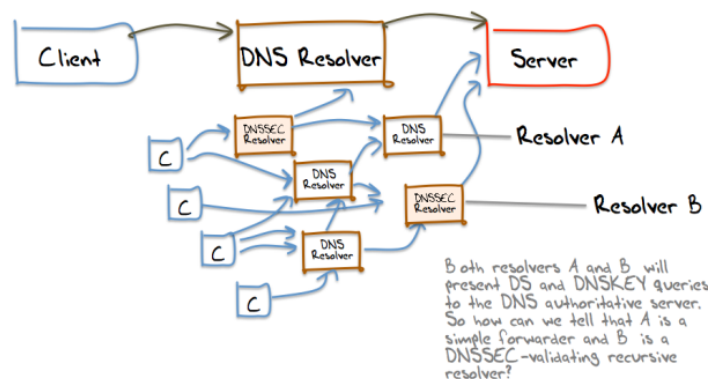 Client
DNS Resolver
Server
DNSSEC
Resolver
DNS
Resolver
Resolver A
C
DNS
Resolver
C
DNSSEC
Resolver
Resolver B
C
DNS
Resolver
C
Both resolvers A and B will
present DS and DNSKEY queries
to the DNS authoritative server.
So how can we tell that A is a
simple forwarder and B is a
DNSSEC-validating recursive
resolver?